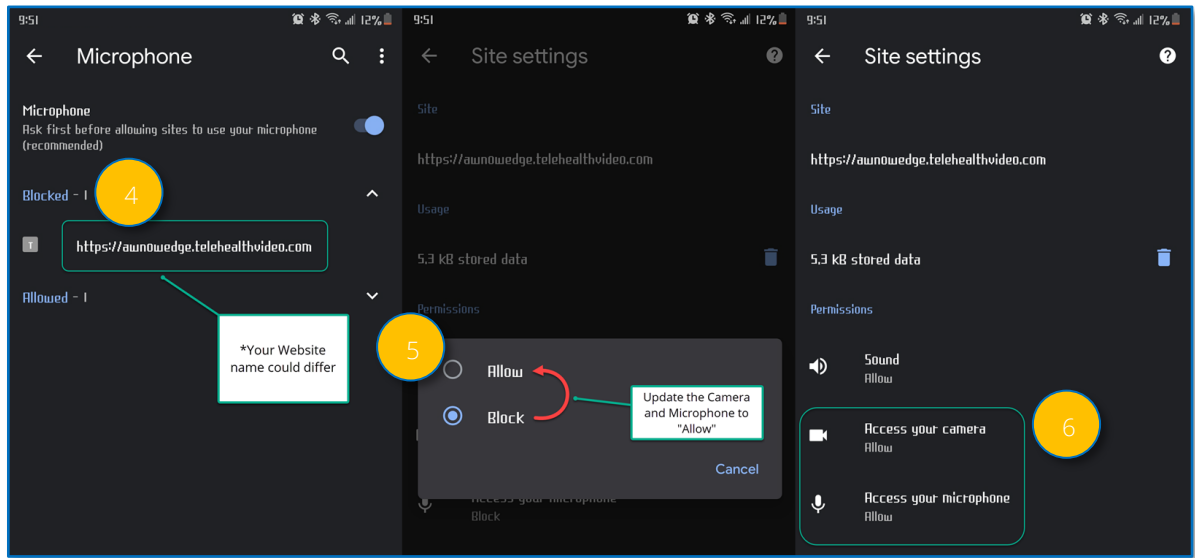 9:51
12%
Microphone
Microphone
Ask first before allowing sites to use your microphone
(recommended)
Blocked - 1
4
T
https://awnowedge.telehealthvideo.com
Allowed - 1
*Your Website
name could differ
9:51
12%
Site settings
Site
https://awnowedge.telehealthvideo.com
Usage
5.3 kB stored data
Permissions
5
Allow
Block
Update the Camera
and Microphone to
"Allow"
Cancel
Access your microphone
Block
9:51
12%
Site settings
Site
https://awnowedge.telehealthvideo.com
Usage
5.3 kB stored data
Permissions
Sound
Allow
6
Access your camera
Allow
Access your microphone
Allow